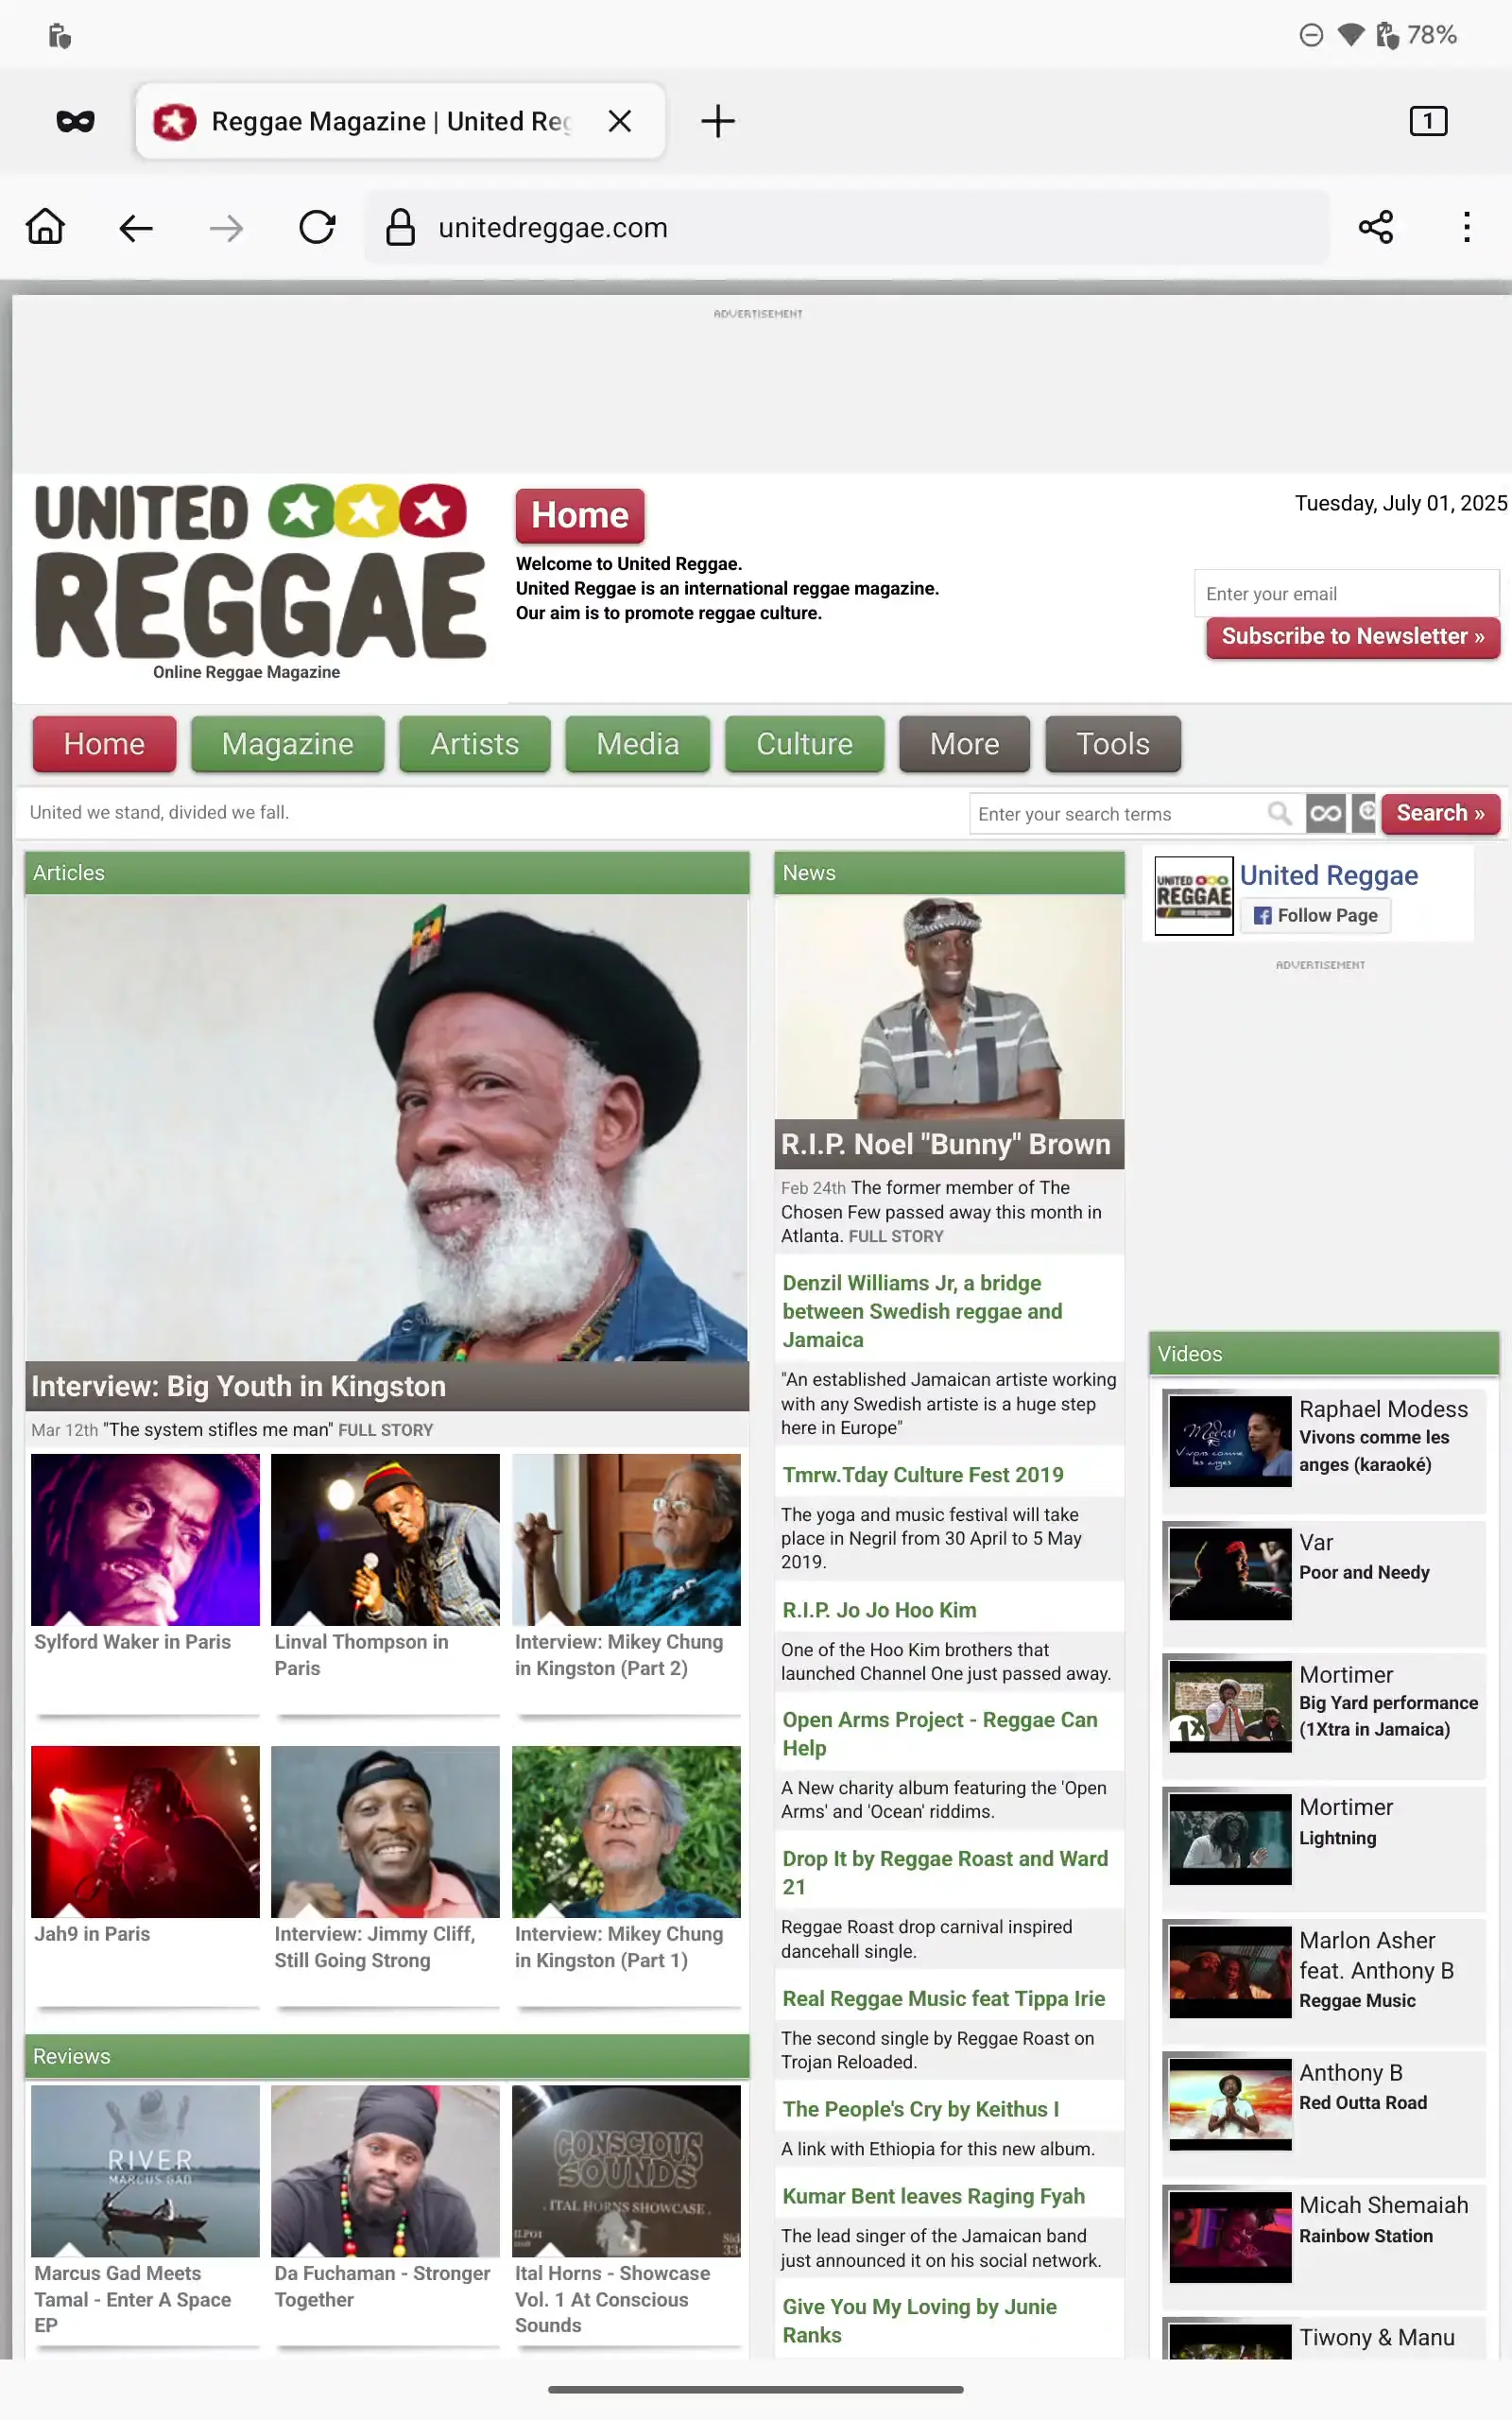 78%
Reggae Magazine | United Reg
1
unitedreggae.com
ADVERTISEMENT
UNITED
REGGAE
Online Reggae Magazine
Home
Welcome to United Reggae.
United Reggae is an international reggae magazine.
Our aim is to promote reggae culture.
Tuesday, July 01, 2025
Enter your email
Subscribe to Newsletter »
Home Magazine Artists Media Culture More Tools
United we stand, divided we fall.
Enter your search terms
Search »
Articles
Interview: Big Youth in Kingston
Mar 12th "The system stifles me man" FULL STORY
Sylford Waker in Paris
Linval Thompson in
Paris
Interview: Mikey Chung
in Kingston (Part 2)
Jah9 in Paris
Interview: Jimmy Cliff,
Still Going Strong
Interview: Mikey Chung
in Kingston (Part 1)
Reviews
RIVER
MARCUS GAD
Marcus Gad Meets
Tamal - Enter A Space
EP
Da Fuchaman - Stronger
Together
CONSCIOUS
SOUNDS
ITAL HORNS SHOWCASE
Ital Horns - Showcase
Vol. 1 At Conscious
Sounds
News
R.I.P. Noel "Bunny" Brown
Feb 24th The former member of The
Chosen Few passed away this month in
Atlanta. FULL STORY
Denzil Williams Jr, a bridge
between Swedish reggae and
Jamaica
"An established Jamaican artiste working
with any Swedish artiste is a huge step
here in Europe"
Tmrw.Tday Culture Fest 2019
The yoga and music festival will take
place in Negril from 30 April to 5 May
2019.
R.I.P. Jo Jo Hoo Kim
One of the Hoo Kim brothers that
launched Channel One just passed away.
Open Arms Project - Reggae Can
Help
A New charity album featuring the 'Open
Arms' and 'Ocean' riddims.
Drop It by Reggae Roast and Ward
21
Reggae Roast drop carnival inspired
dancehall single.
Real Reggae Music feat Tippa Irie
The second single by Reggae Roast on
Trojan Reloaded.
The People's Cry by Keithus I
A link with Ethiopia for this new album.
Kumar Bent leaves Raging Fyah
The lead singer of the Jamaican band
just announced it on his social network.
Give You My Loving by Junie
Ranks
UNITED
REGGAE
United Reggae
Follow Page
ADVERTISEMENT
Videos
Vivons comme
les anges
Raphael Modess
Vivons comme les
anges (karaoké)
Var
Poor and Needy
1X
Mortimer
Big Yard performance
(1Xtra in Jamaica)
Mortimer
Lightning
Marlon Asher
feat. Anthony B
Reggae Music
Anthony B
Red Outta Road
Micah Shemaiah
Rainbow Station
Tiwony & Manu